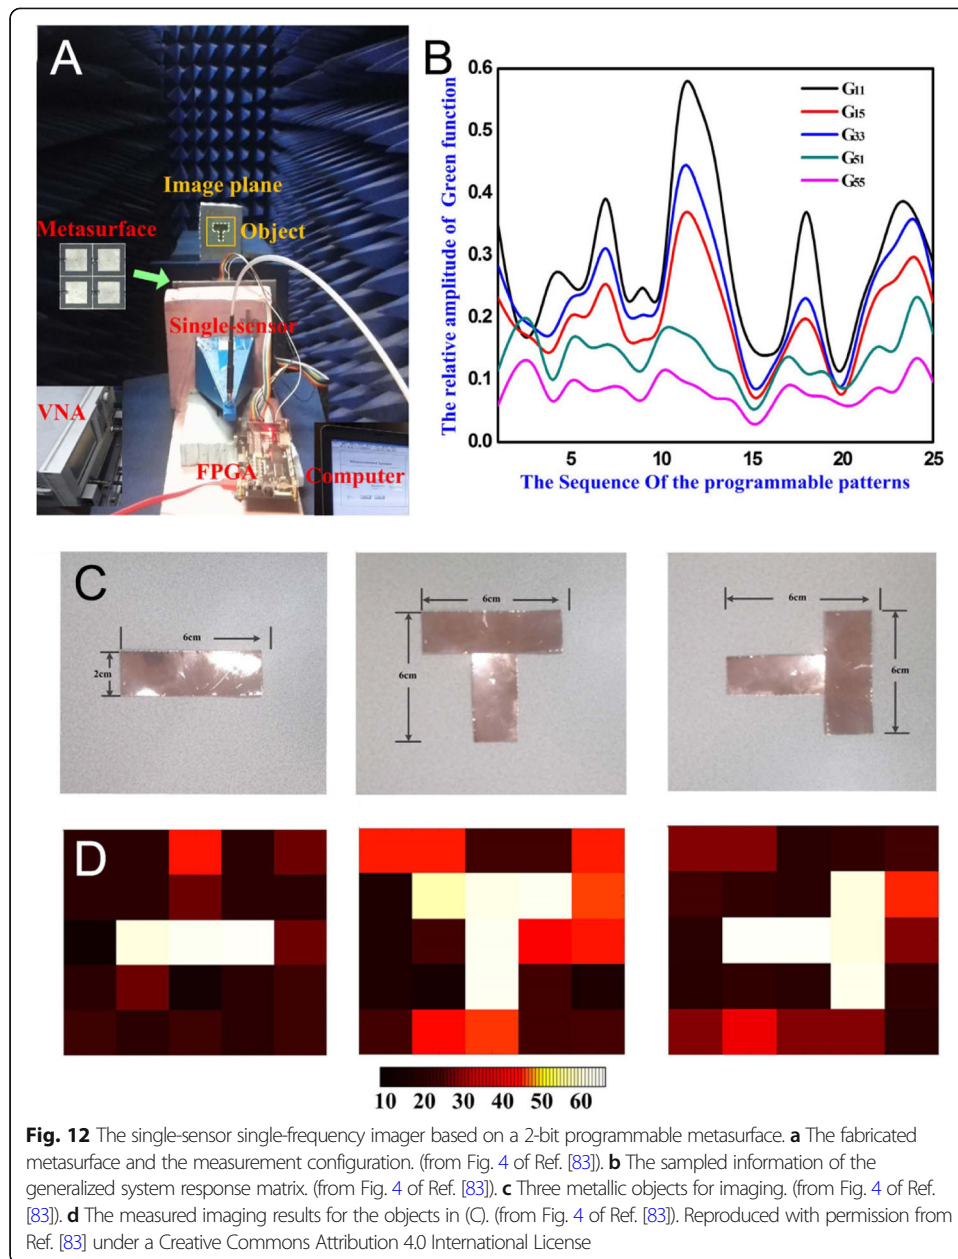 A
Image plane
Metasurface
Object
Single-sensor
VNA
FPGA
Computer
B
The relative amplitude of Green function
0.6
0.5
0.4
0.3
0.2
0.1
0.0
G11
G15
G33
G51
G55
5
10
15
20
25
The Sequence Of the programmable patterns
C
6cm
2cm
6cm
6cm
6cm
6cm
D
10 20 30 40 50 60
Fig. 12 The single-sensor single-frequency imager based on a 2-bit programmable metasurface. a The fabricated
metasurface and the measurement configuration. (from Fig. 4 of Ref. [83]). b The sampled information of the
generalized system response matrix. (from Fig. 4 of Ref. [83]). c Three metallic objects for imaging. (from Fig. 4 of Ref.
[83]). d The measured imaging results for the objects in (C). (from Fig. 4 of Ref. [83]). Reproduced with permission from
Ref. [83] under a Creative Commons Attribution 4.0 International License